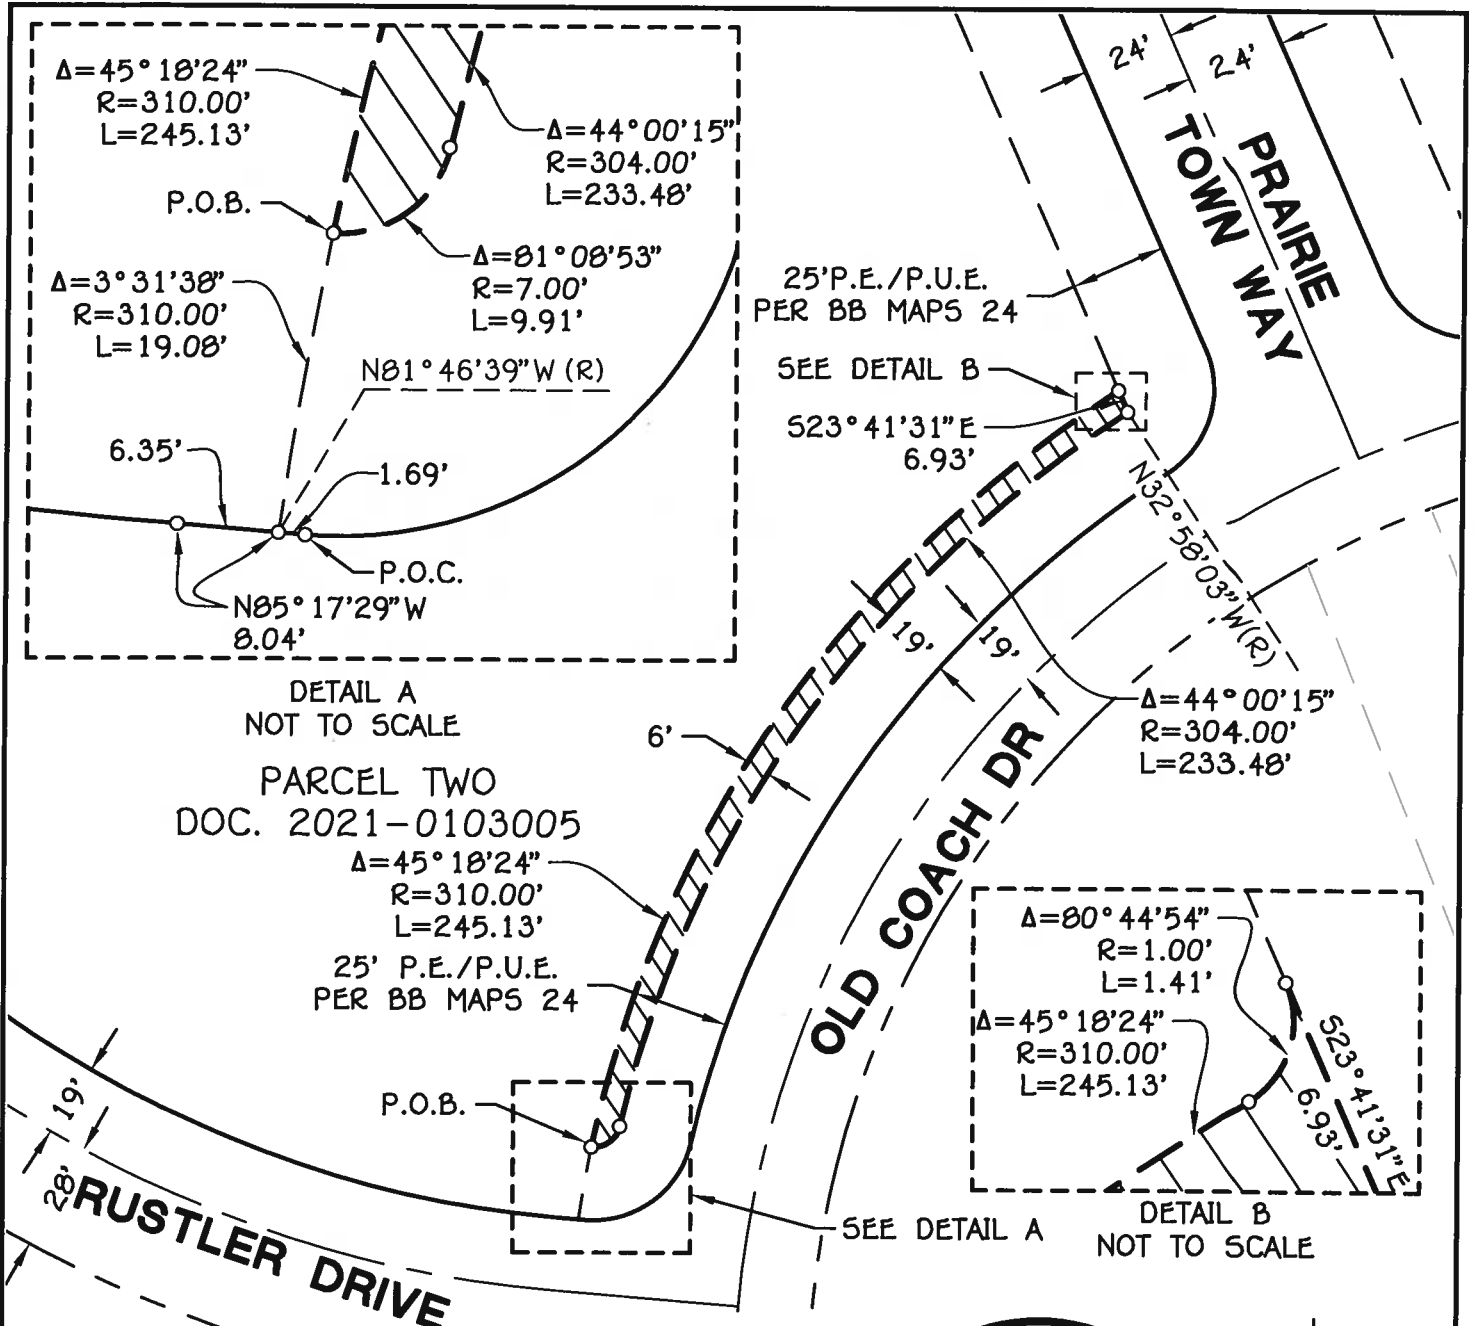 Δ=45°18'24"
R=310.00'
L=245.13'
P.O.B.
Δ=3°31'38"
R=310.00'
L=19.08'
Δ=44°00'15"
R=304.00'
L=233.48'
Δ=81°08'53"
R=7.00'
L=9.91'
N81°46'39"W (R)
6.35'
1.69'
P.O.C.
N85°17'29"W
8.04'
DETAIL A
NOT TO SCALE
24'
24'
PRAIRIE
TOWN WAY
25'P.E./P.U.E.
PER BB MAPS 24
SEE DETAIL B
S23°41'31"E
6.93'
N32°58'03"W(R)
19'
19'
6'
Δ=44°00'15"
R=304.00'
L=233.48'
PARCEL TWO
DOC. 2021-0103005
Δ=45°18'24"
R=310.00'
L=245.13'
25' P.E./P.U.E.
PER BB MAPS 24
OLD COACH DR
P.O.B.
19'
28'
RUSTLER DRIVE
SEE DETAIL A
Δ=80°44'54"
R=1.00'
L=1.41'
Δ=45°18'24"
R=310.00'
L=245.13'
S23°41'31"E
6.93'
DETAIL B
NOT TO SCALE